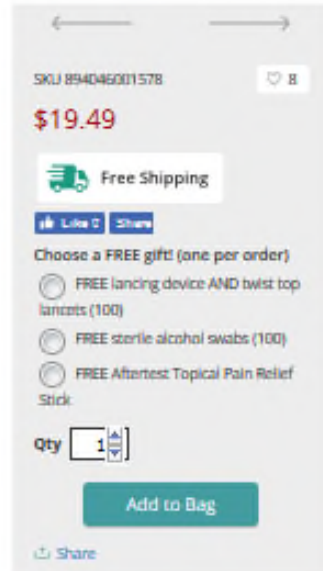 SKU 894046001578
8
$19.49
Free Shipping
Like 0 Share
Choose a FREE gift! (one per order)
FREE lancing device AND twist top
lancets (100)
FREE sterile alcohol swabs (100)
FREE Aftertest Topical Pain Relief
Stick
Qty 1
Add to Bag
Share